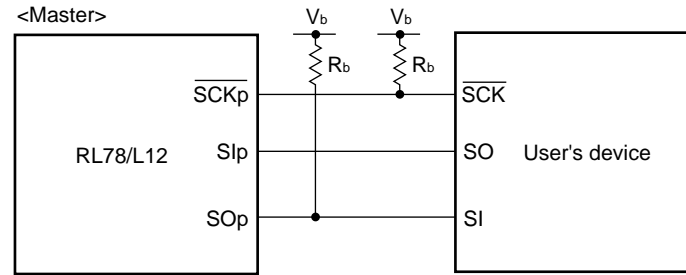 <Master>
Vb Vb
Rb Rb
SCKp SCK
RL78/L12 SIp SO User's device
SOp SI